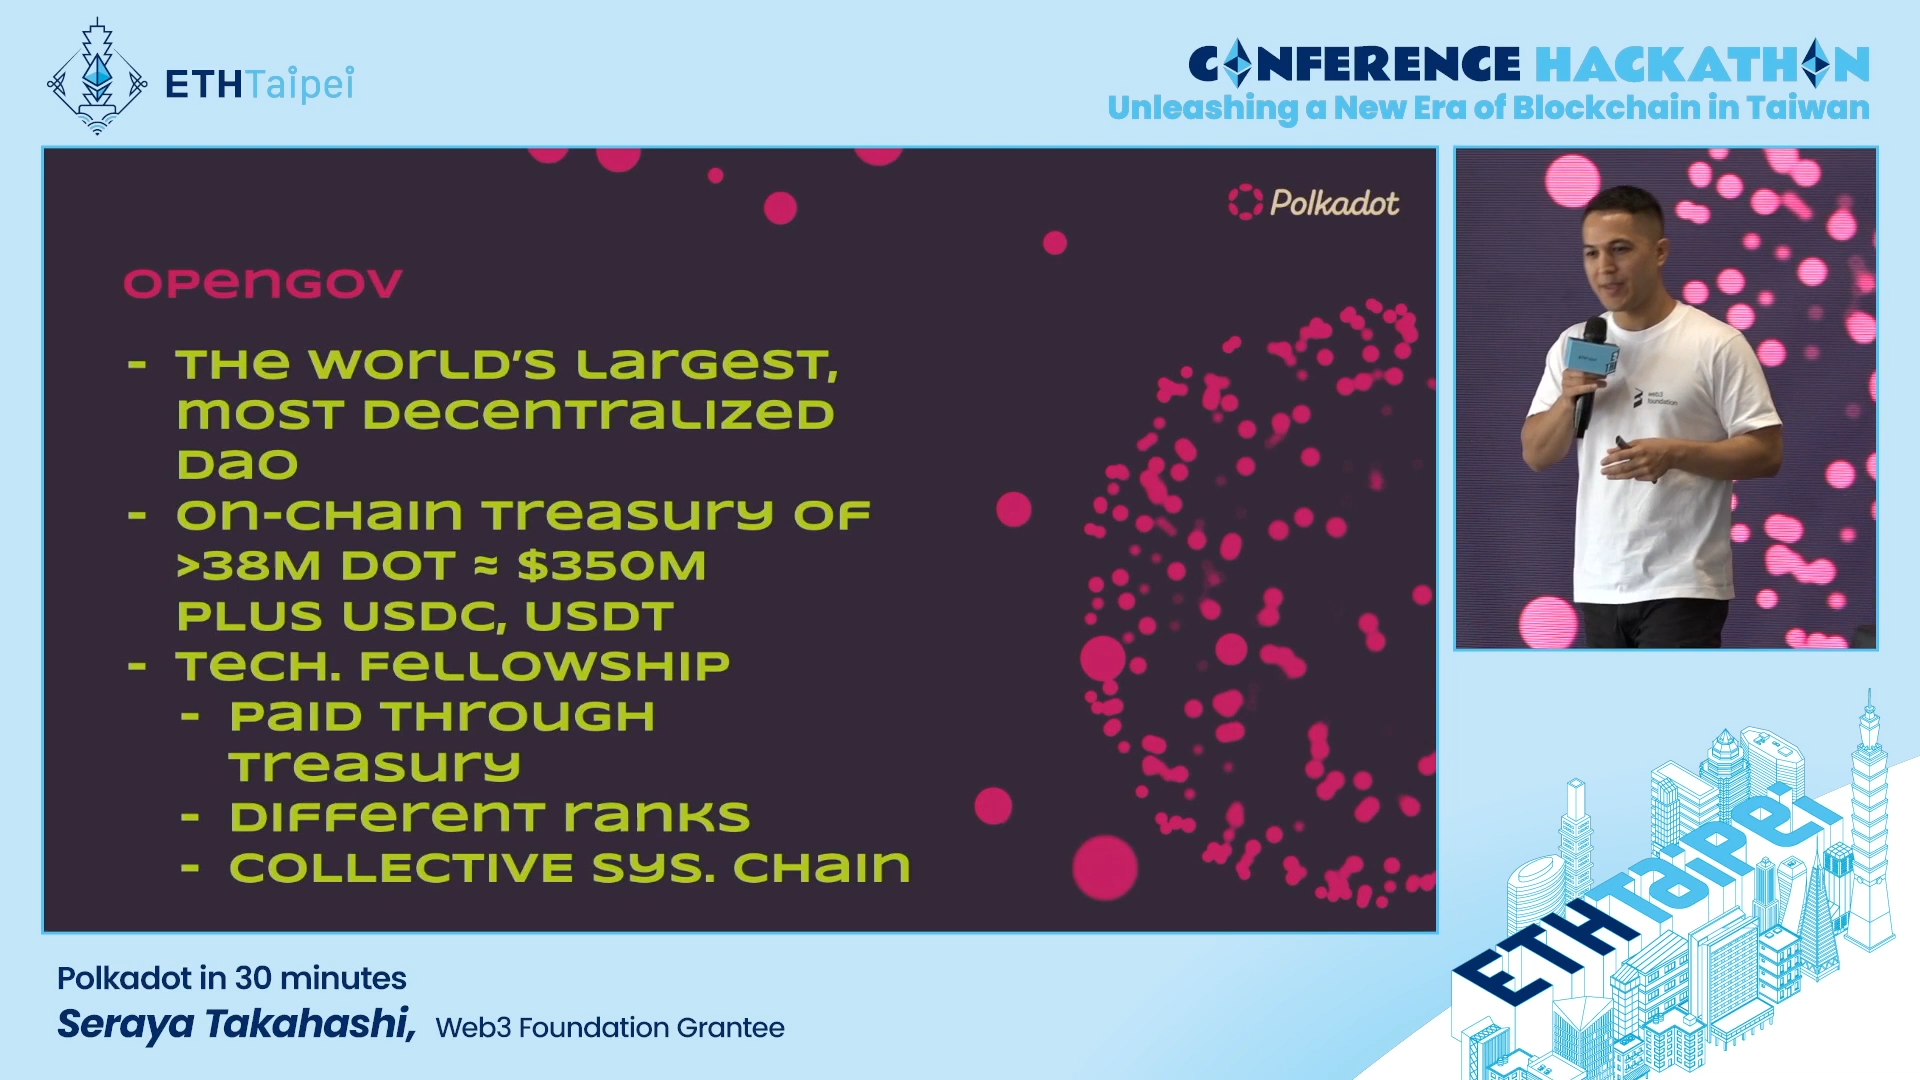 ETHTaipei
CONFERENCE HACKATHON
Unleashing a New Era of Blockchain in Taiwan
Polkadot
OPENGOV
- THE WORLD'S LARGEST,
MOST DECENTRALIZED
DAO
- ON-CHAIN TREASURY OF
>38M DOT ≈ $350M
PLUS USDC, USDT
- TECH. FELLOWSHIP
- PAID THROUGH
TREASURY
- DIFFERENT RANKS
- COLLECTIVE SYS. CHAIN
web3
foundation
ETHTaipei
Polkadot in 30 minutes
Seraya Takahashi, Web3 Foundation Grantee